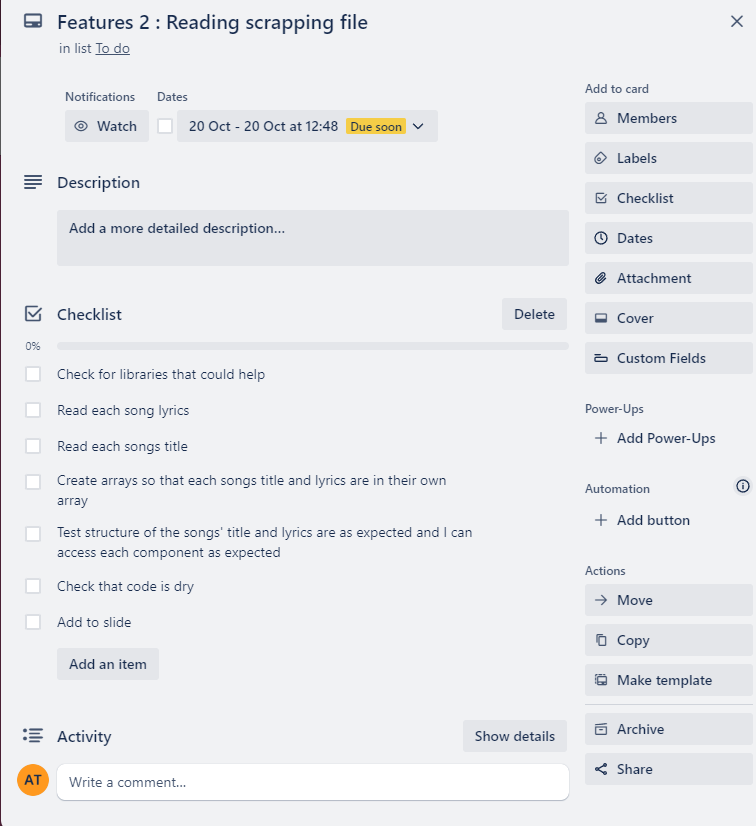 Features 2 : Reading scrapping file
in list To do
Notifications
Dates
Watch
20 Oct - 20 Oct at 12:48 Due soon
Description
Add a more detailed description...
Checklist
Delete
0%
Check for libraries that could help
Read each song lyrics
Read each songs title
Create arrays so that each songs title and lyrics are in their own
array
Test structure of the songs' title and lyrics are as expected and I can
access each component as expected
Check that code is dry
Add to slide
Add an item
Activity
Show details
AT
Write a comment...
Add to card
Members
Labels
Checklist
Dates
Attachment
Cover
Custom Fields
Power-Ups
Add Power-Ups
Automation
Add button
Actions
Move
Copy
Make template
Archive
Share